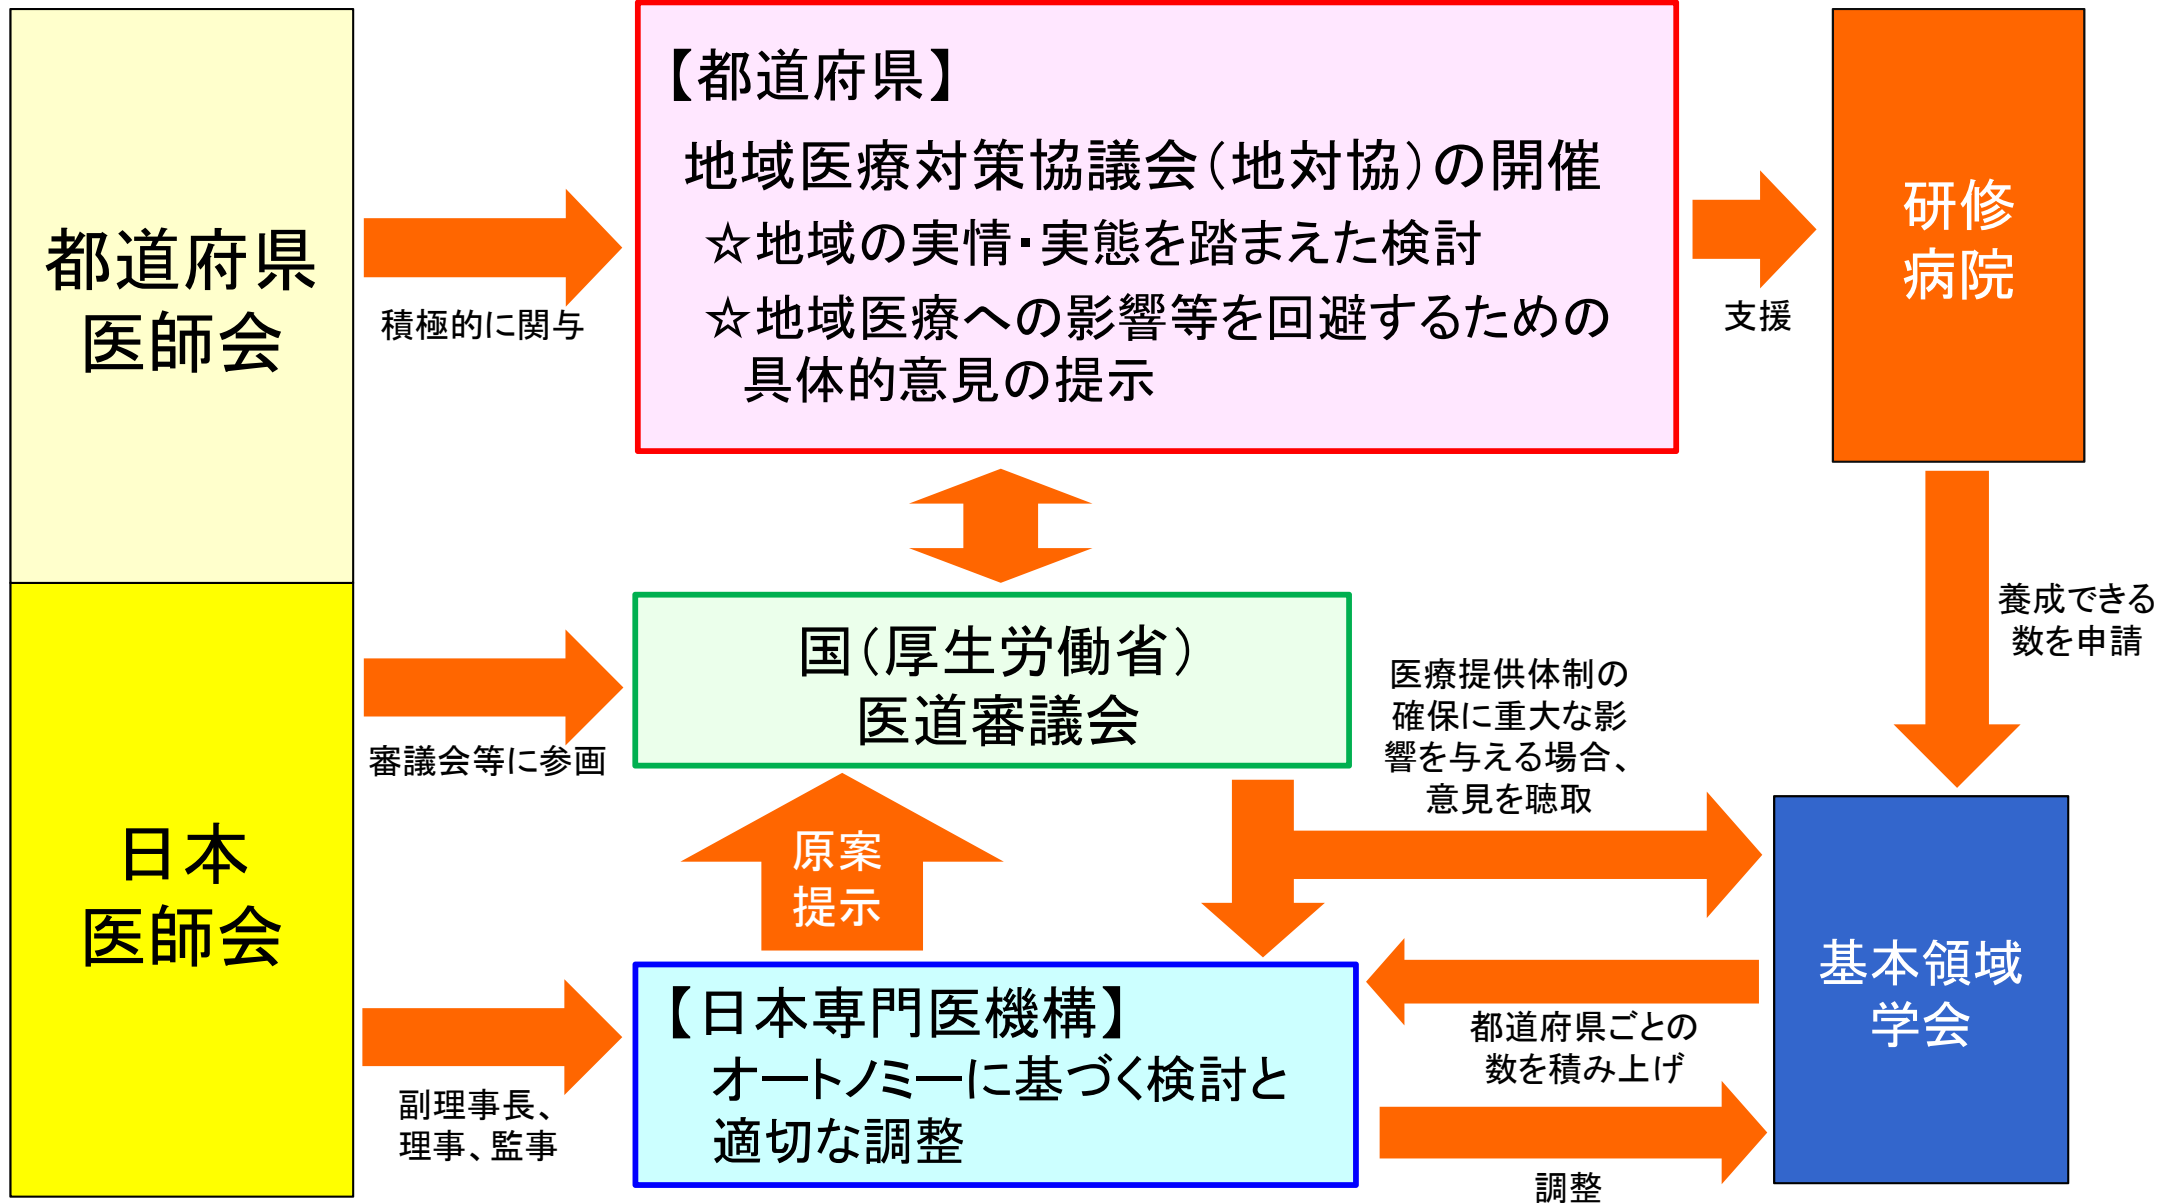 都道府県
医師会
積極的に関与
【都道府県】
地域医療対策協議会（地対協）の開催
☆地域の実情・実態を踏まえた検討
☆地域医療への影響等を回避するための
具体的意見の提示
支援
研修
病院
養成できる
数を申請
日本
医師会
審議会等に参画
国（厚生労働省）
医道審議会
医療提供体制の
確保に重大な影
響を与える場合、
意見を聴取
原案
提示
副理事長、
理事、監事
【日本専門医機構】
オートノミーに基づく検討と
適切な調整
都道府県ごとの
数を積み上げ
調整
基本領域
学会